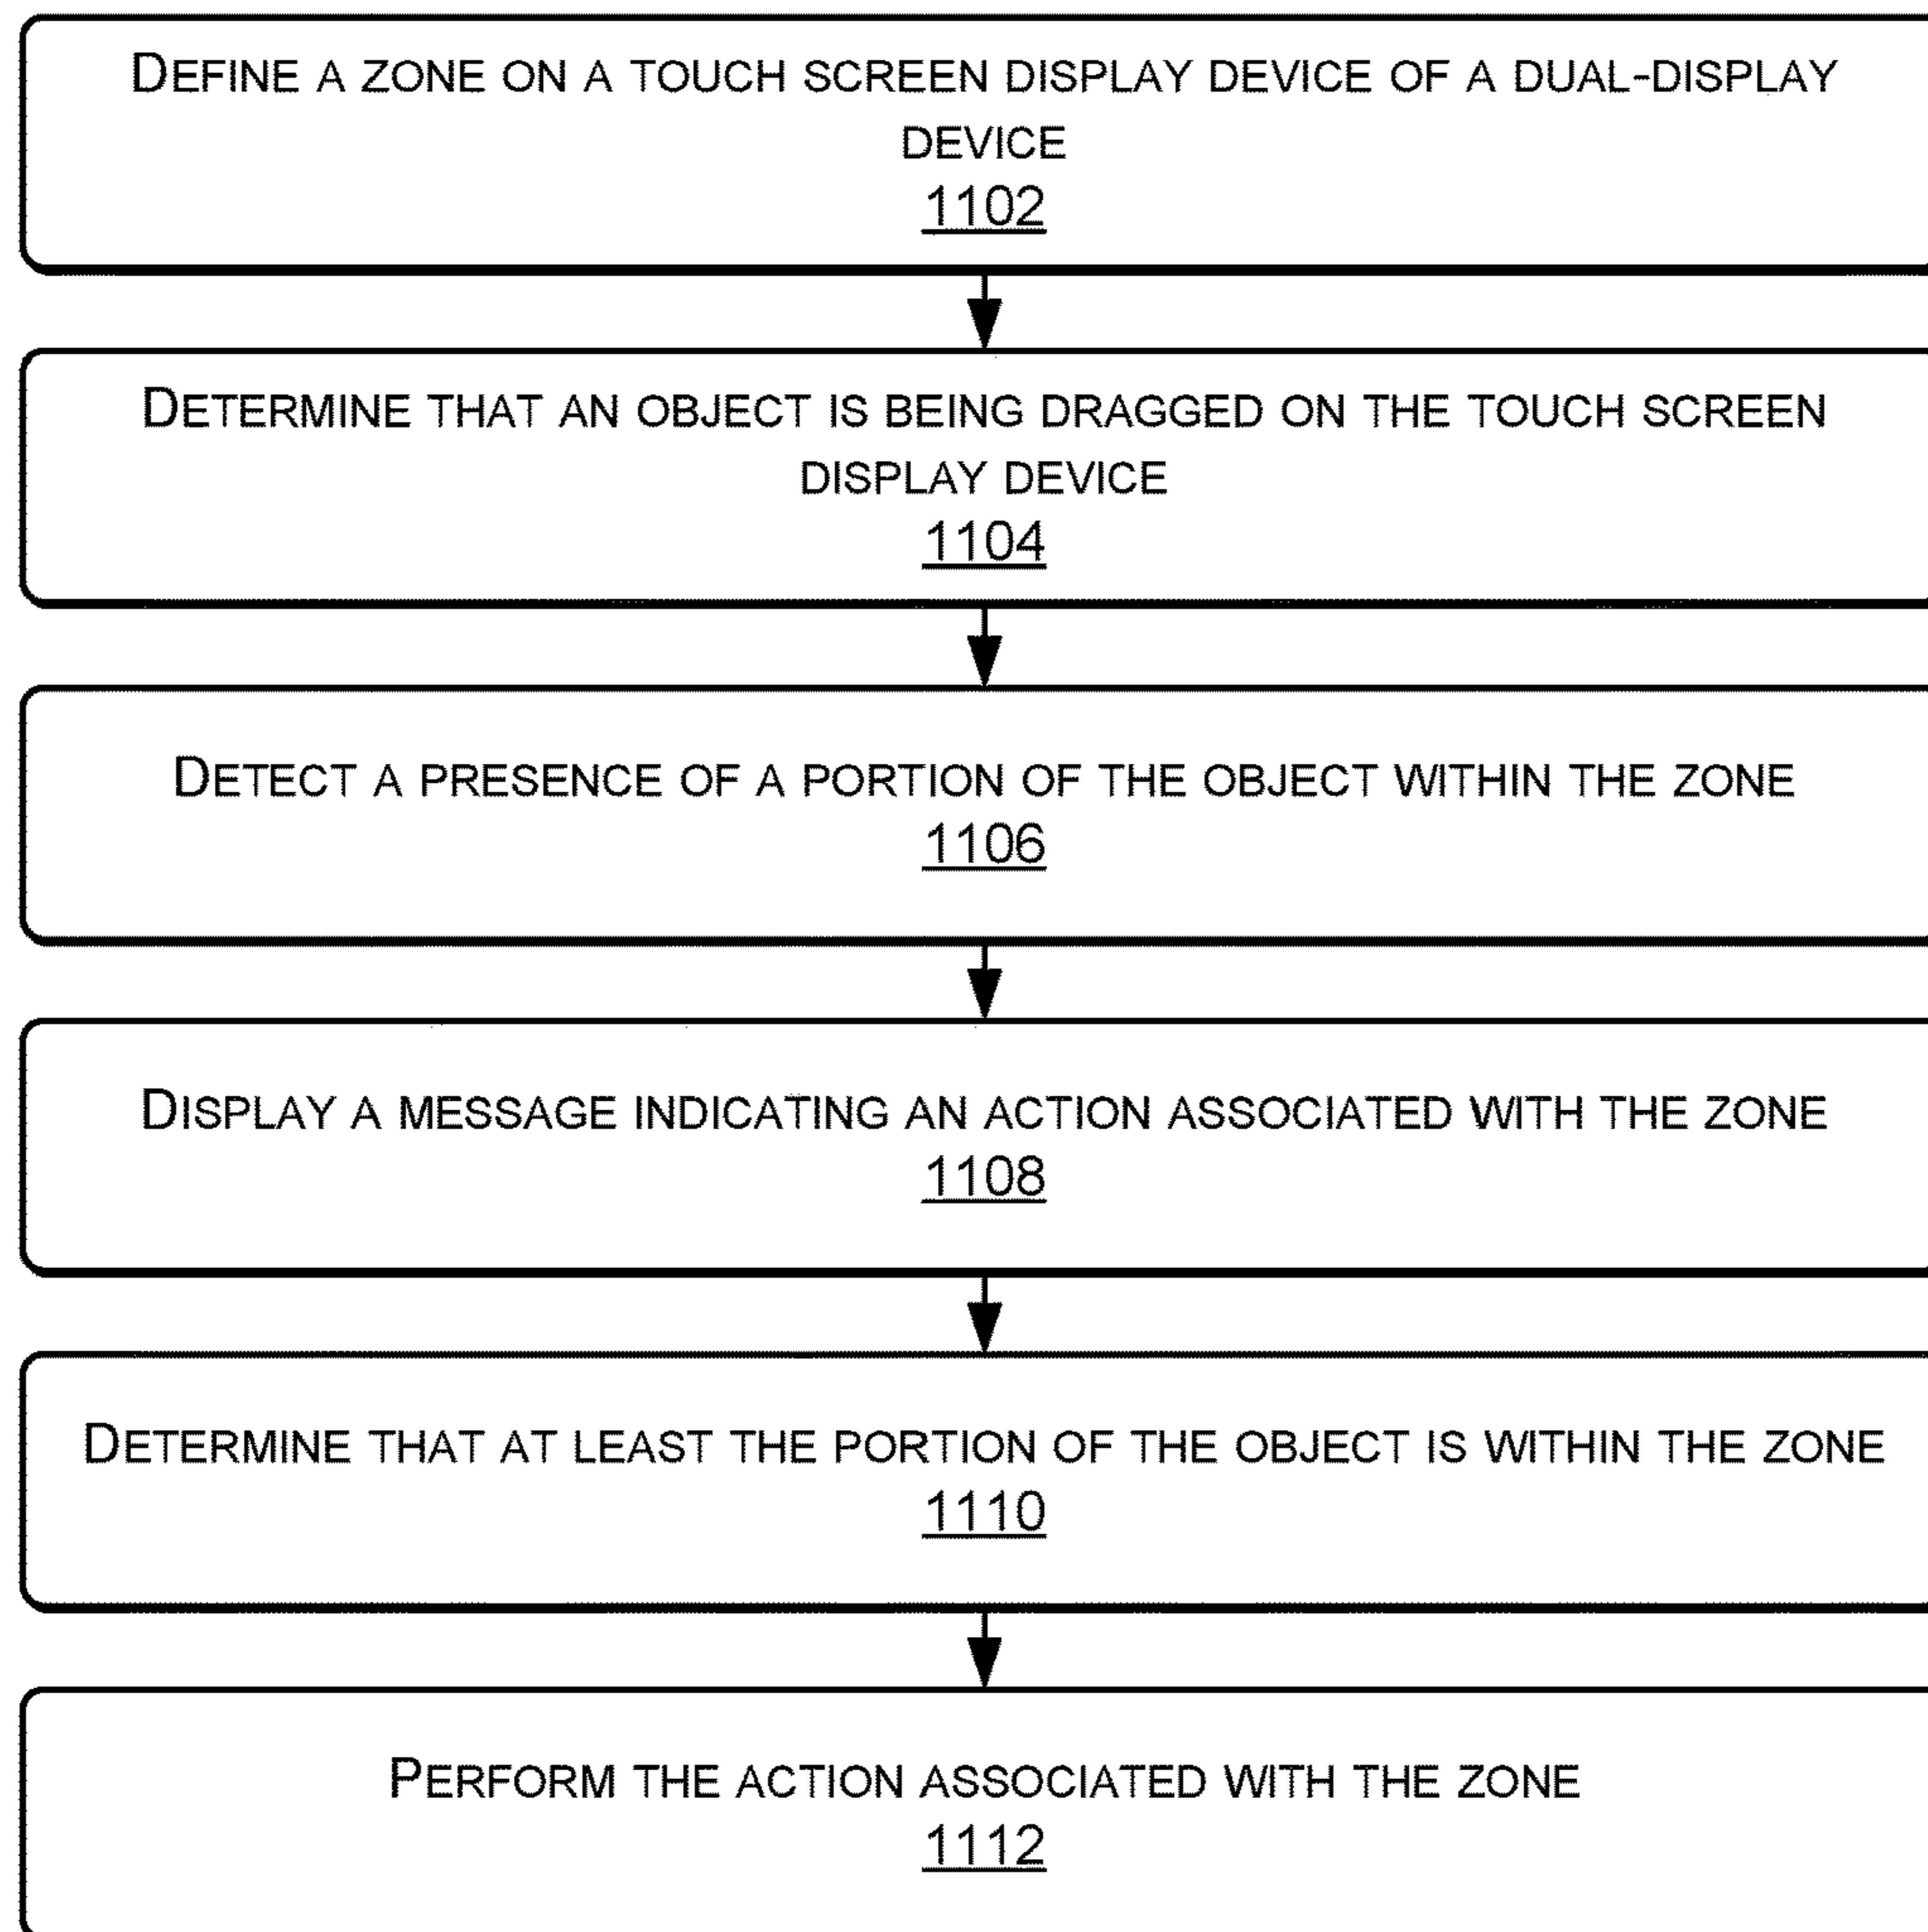 DEFINE A ZONE ON A TOUCH SCREEN DISPLAY DEVICE OF A DUAL-DISPLAY
DEVICE
1102
DETERMINE THAT AN OBJECT IS BEING DRAGGED ON THE TOUCH SCREEN
DISPLAY DEVICE
1104
DETECT A PRESENCE OF A PORTION OF THE OBJECT WITHIN THE ZONE
1106
DISPLAY A MESSAGE INDICATING AN ACTION ASSOCIATED WITH THE ZONE
1108
DETERMINE THAT AT LEAST THE PORTION OF THE OBJECT IS WITHIN THE ZONE
1110
PERFORM THE ACTION ASSOCIATED WITH THE ZONE
1112